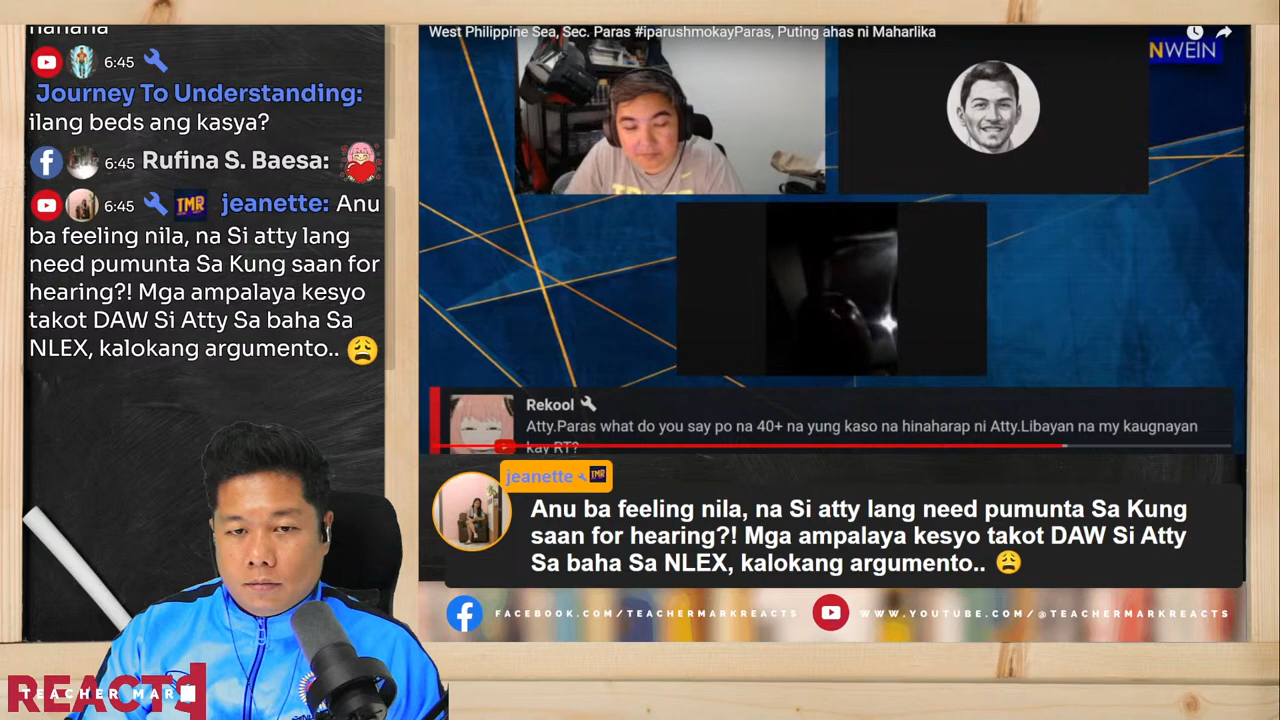 hahaha
6:45
Journey To Understanding:
ilang beds ang kasya?
6:45 Rufina S. Baesa:
6:45 TMR jeanette: Anu
ba feeling nila, na Si atty lang
need pumunta Sa Kung saan for
hearing?! Mga ampalaya kesyo
takot DAW Si Atty Sa baha Sa
NLEX, kalokang argumento.. 😩
West Philippine Sea, Sec. Paras #iparushmokayParas, Puting ahas ni Maharlika
NWEIN
Rekool
Atty.Paras what do you say po na 40+ na yung kaso na hinaharap ni Atty.Libayan na my kaugnayan
kay RT?
jeanette TMR
Anu ba feeling nila, na Si atty lang need pumunta Sa Kung
saan for hearing?! Mga ampalaya kesyo takot DAW Si Atty
Sa baha Sa NLEX, kalokang argumento.. 😩
FACEBOOK.COM/TEACHERMARKREACTS
WWW.YOUTUBE.COM/@TEACHERMARKREACTS
TEACHER MAR
REACT